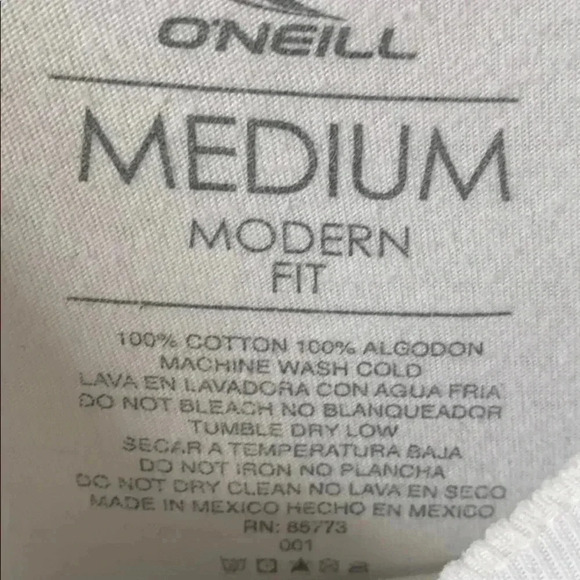 O'NEILL
MEDIUM
MODERN
FIT
100% COTTON 100% ALGODON
MACHINE WASH COLD
LAVA EN LAVADORA CON AGUA FRIA
DO NOT BLEACH NO BLANQUEADOR
TUMBLE DRY LOW
SECAR A TEMPERATURA BAJA
DO NOT IRON NO PLANCHA
DO NOT DRY CLEAN NO LAVA EN SECO
MADE IN MEXICO HECHO EN MEXICO
RN: 85773
001